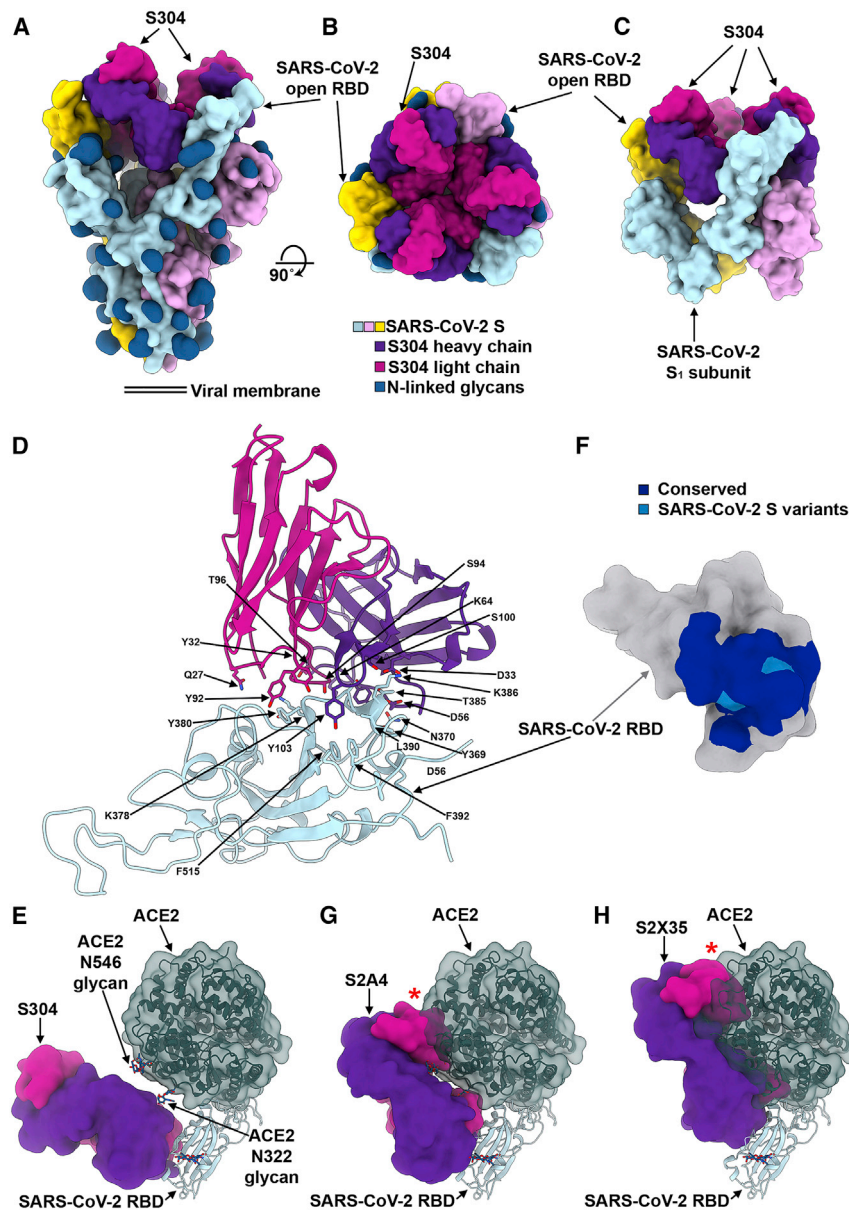 A
S304
SARS-CoV-2
open RBD
90°
Viral membrane
B
S304
SARS-CoV-2 S
S304 heavy chain
S304 light chain
N-linked glycans
C
S304
SARS-CoV-2
open RBD
SARS-CoV-2
S1 subunit
D
T96
Y32
Q27
Y92
Y380
Y103
K378
F515
S94
K64
S100
D33
K386
T385
D56
N370
L390
Y369
D56
F392
SARS-CoV-2 RBD
F
Conserved
SARS-CoV-2 S variants
E
ACE2
ACE2
N546
glycan
S304
ACE2
N322
glycan
SARS-CoV-2 RBD
G
ACE2
S2A4
*
SARS-CoV-2 RBD
H
ACE2
S2X35
*
SARS-CoV-2 RBD